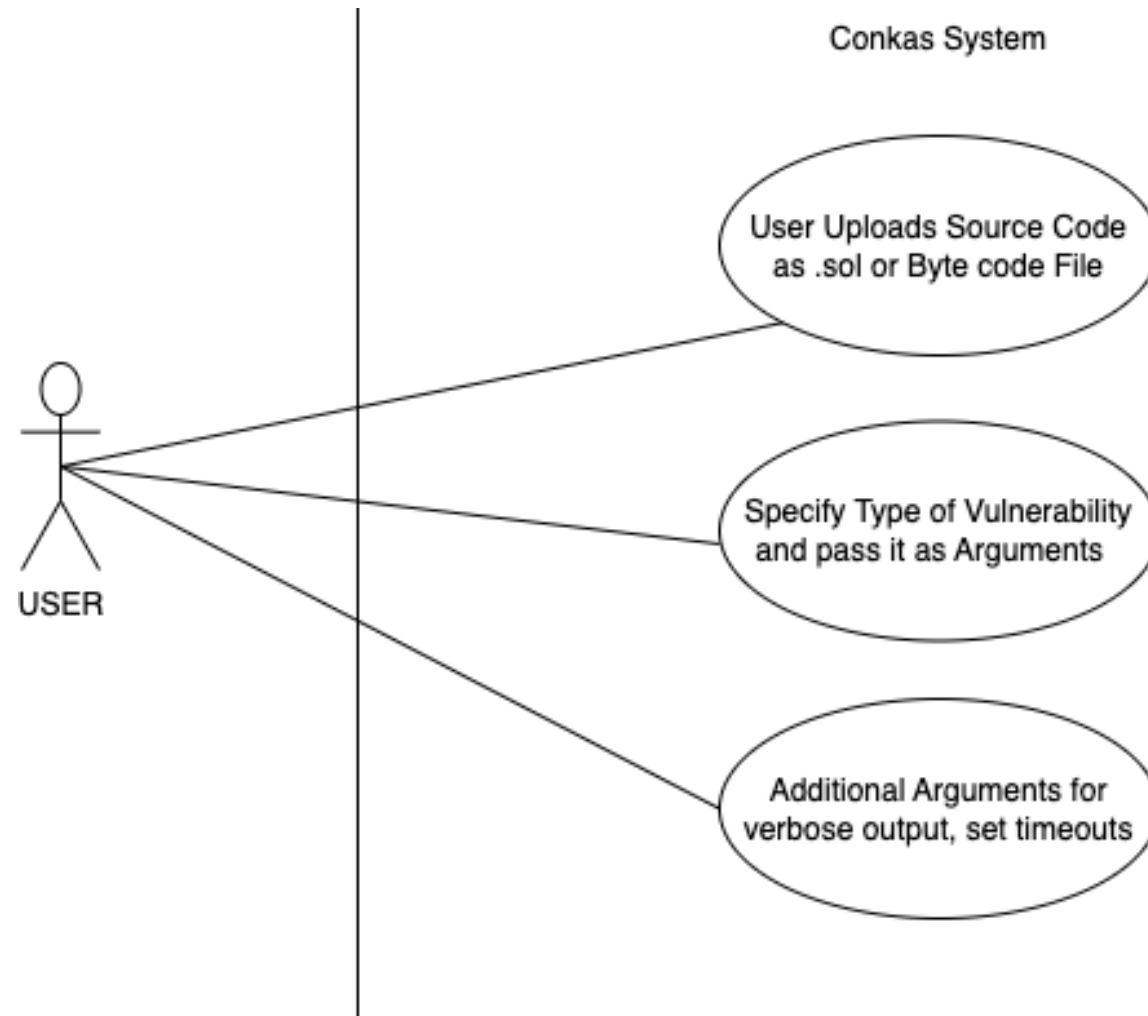 Conkas System
User Uploads Source Code
as .sol or Byte code File
Specify Type of Vulnerability
and pass it as Arguments
USER
Additional Arguments for
verbose output, set timeouts